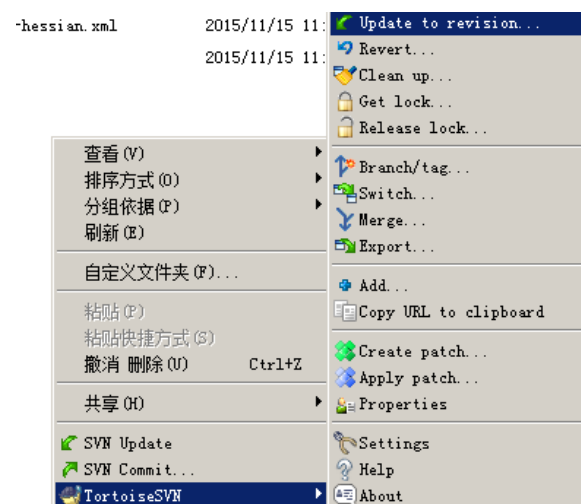 -hessian.xml 2015/11/15 11:
2015/11/15 11:
查看(V)
排序方式(O)
分组依据(P)
刷新(E)
自定义文件夹(F)...
粘贴(P)
粘贴快捷方式(S)
撤消 删除(U) Ctrl+Z
共享(H)
SVN Update
SVN Commit...
TortoiseSVN
Update to revision...
Revert...
Clean up...
Get lock...
Release lock...
Branch/tag...
Switch...
Merge...
Export...
Add...
Copy URL to clipboard
Create patch...
Apply patch...
Properties
Settings
Help
About